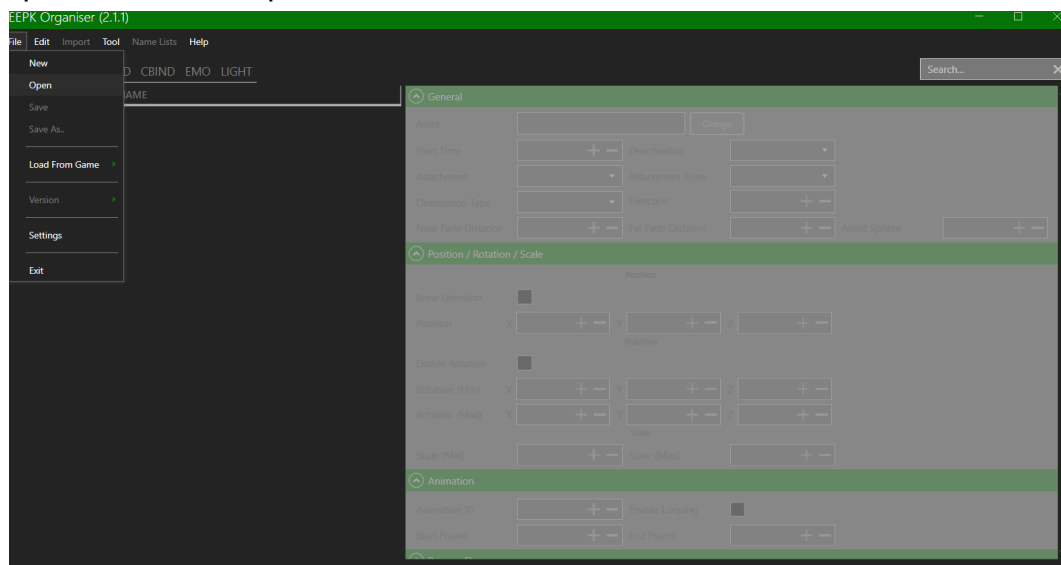 EEPK Organiser (2.1.1)
File Edit Import Tool Name Lists Help
New
Open
Save
Save As..
Load From Game
Version
Settings
Exit
D CBIND EMO LIGHT
Search...
AME
General
Asset Change
Start Time Deactivation
Attachment Attachment Bone
Orientation Type Direction
Near Fade Distance Far Fade Distance Avoid Sphere
Position / Rotation / Scale
Position
Bone Direction
Position X Y Z
Rotation
Enable Rotation
Rotation (Min) X Y Z
Rotation (Max) X Y Z
Scale
Scale (Min) Scale (Max)
Animation
Animation ID Enable Looping
Start Frame End Frame